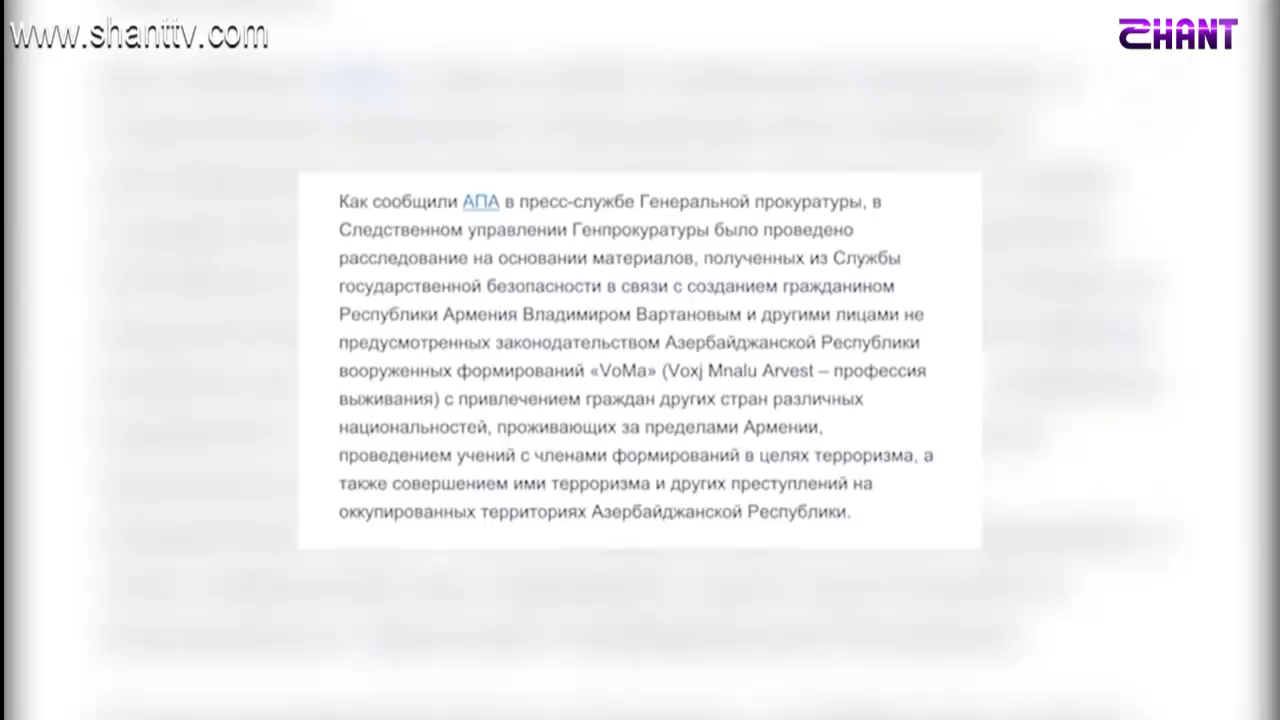 www.shanttv.com
SHANT
Как сообщили АПА в пресс-службе Генеральной прокуратуры, в
Следственном управлении Генпрокуратуры было проведено
расследование на основании материалов, полученных из Службы
государственной безопасности в связи с созданием гражданином
Республики Армения Владимиром Вартановым и другими лицами не
предусмотренных законодательством Азербайджанской Республики
вооруженных формирований «VoMa» (Voxj Mnalu Arvest – профессия
выживания) с привлечением граждан других стран различных
национальностей, проживающих за пределами Армении,
проведением учений с членами формирований в целях терроризма, а
также совершением ими терроризма и других преступлений на
оккупированных территориях Азербайджанской Республики.